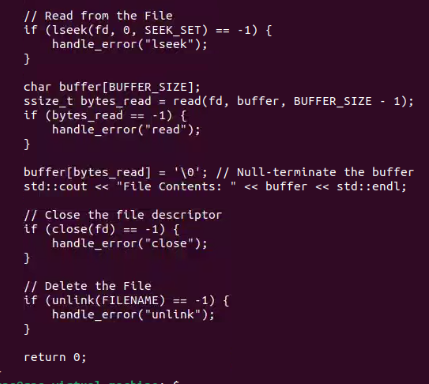 // Read from the File
if (lseek(fd, 0, SEEK_SET) == -1) {
handle_error("lseek");
}
char buffer[BUFFER_SIZE];
ssize_t bytes_read = read(fd, buffer, BUFFER_SIZE - 1);
if (bytes_read == -1) {
handle_error("read");
}
buffer[bytes_read] = '\0'; // Null-terminate the buffer
std::cout << "File Contents: " << buffer << std::endl;
// Close the file descriptor
if (close(fd) == -1) {
handle_error("close");
}
// Delete the File
if (unlink(FILENAME) == -1) {
handle_error("unlink");
}
return 0;